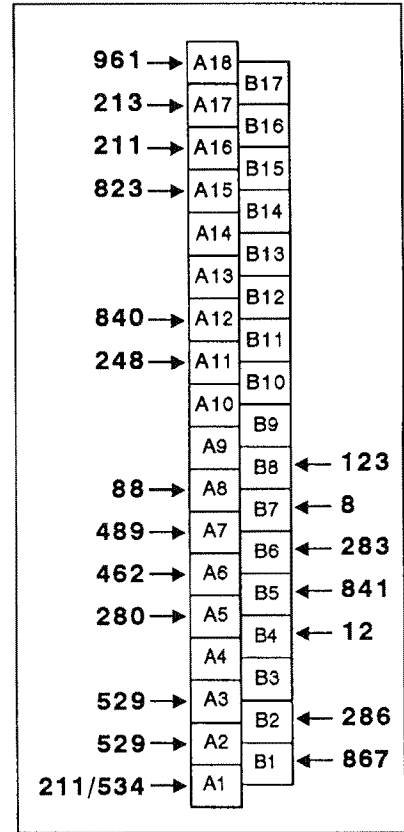 961 → A18
B17
213 → A17
B16
211 → A16
B15
823 → A15
B14
A14
B13
A13
B12
840 → A12
B11
248 → A11
B10
A10
B9
A9
B8 ← 123
88 → A8
B7 ← 8
489 → A7
B6 ← 283
462 → A6
B5 ← 841
280 → A5
B4 ← 12
A4
B3
529 → A3
B2 ← 286
529 → A2
B1 ← 867
211/534 → A1